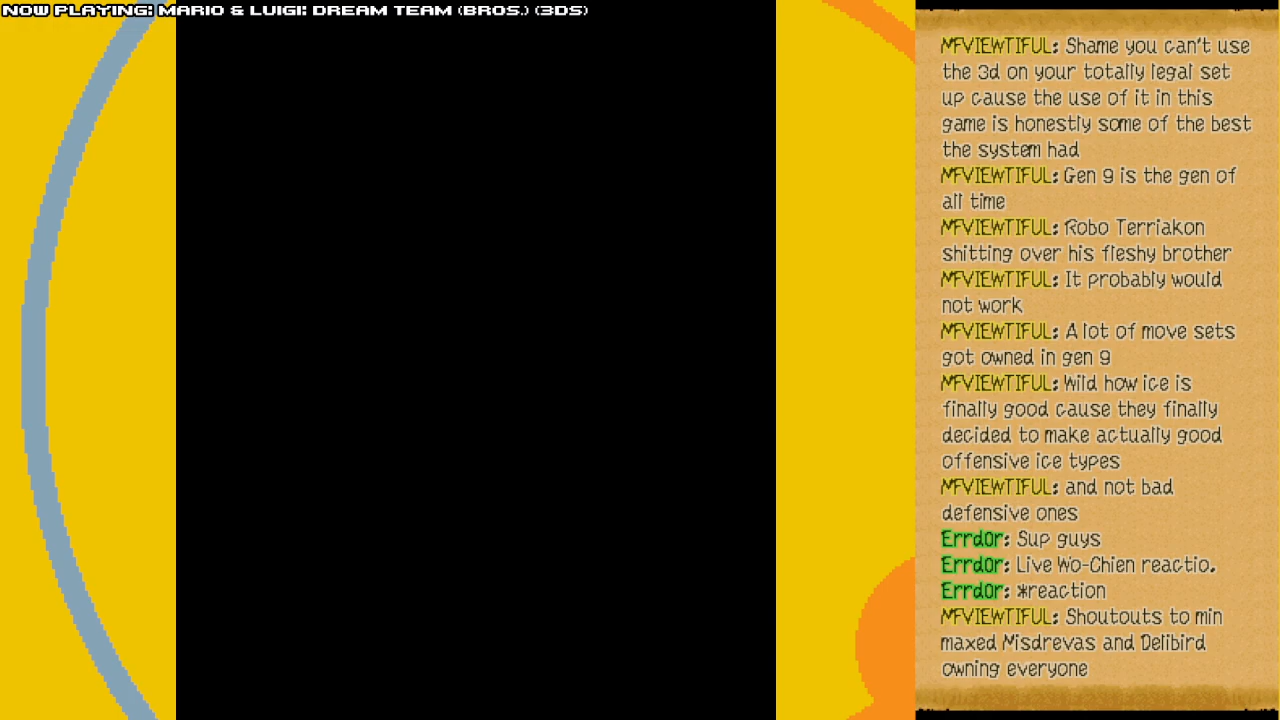 NOW PLAYING: MARIO & LUIGI: DREAM TEAM (BROS.) (3DS)
MFVIEWTIFUL: Shame you can't use
the 3d on your totally legal set
up cause the use of it in this
game is honestly some of the best
the system had
MFVIEWTIFUL: Gen 9 is the gen of
all time
MFVIEWTIFUL: Robo Terriakon
shitting over his fleshy brother
MFVIEWTIFUL: It probably would
not work
MFVIEWTIFUL: A lot of move sets
got owned in gen 9
MFVIEWTIFUL: Wild how ice is
finally good cause they finally
decided to make actually good
offensive ice types
MFVIEWTIFUL: and not bad
defensive ones
Errd0r: Sup guys
Errd0r: Live Wo-Chien reactio.
Errd0r: *reaction
MFVIEWTIFUL: Shoutouts to min
maxed Misdrevas and Delibird
owning everyone